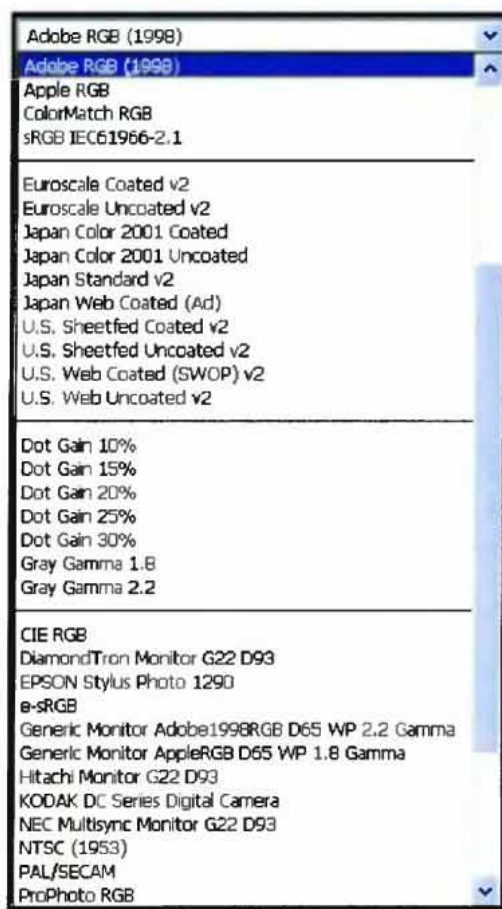 Adobe RGB (1998)
Adobe RGB (1998)
Apple RGB
ColorMatch RGB
sRGB IEC61966-2.1
Euroscale Coated v2
Euroscale Uncoated v2
Japan Color 2001 Coated
Japan Color 2001 Uncoated
Japan Standard v2
Japan Web Coated (Ad)
U.S. Sheetfed Coated v2
U.S. Sheetfed Uncoated v2
U.S. Web Coated (SWOP) v2
U.S. Web Uncoated v2
Dot Gain 10%
Dot Gain 15%
Dot Gain 20%
Dot Gain 25%
Dot Gain 30%
Gray Gamma 1.8
Gray Gamma 2.2
CIE RGB
DiamondTron Monitor G22 D93
EPSON Stylus Photo 1290
e-sRGB
Generic Monitor Adobe1998RGB D65 WP 2.2 Gamma
Generic Monitor AppleRGB D65 WP 1.8 Gamma
Hitachi Monitor G22 D93
KODAK DC Series Digital Camera
NEC Multisync Monitor G22 D93
NTSC (1953)
PAL/SECAM
ProPhoto RGB